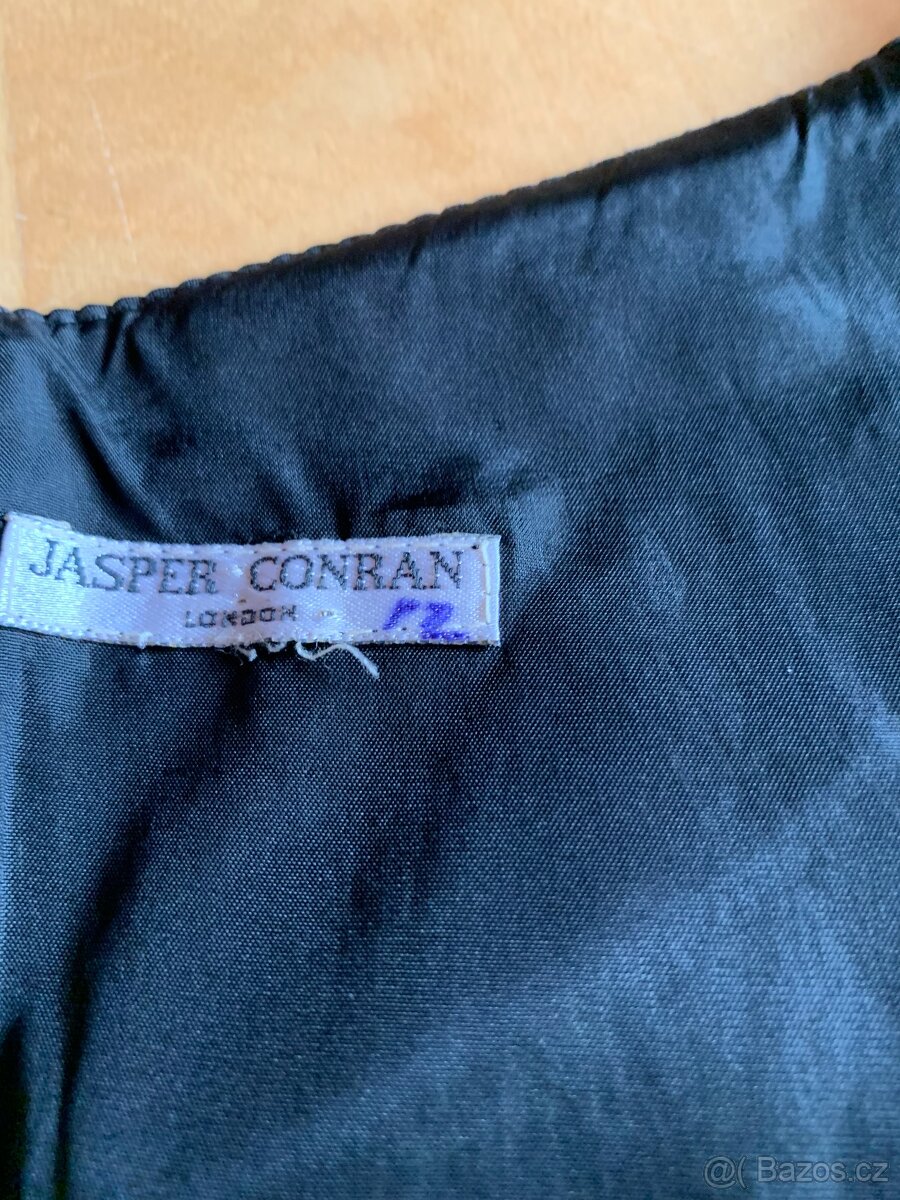 JASPER CONRAN
LONDON
12
@( Bazos.cz